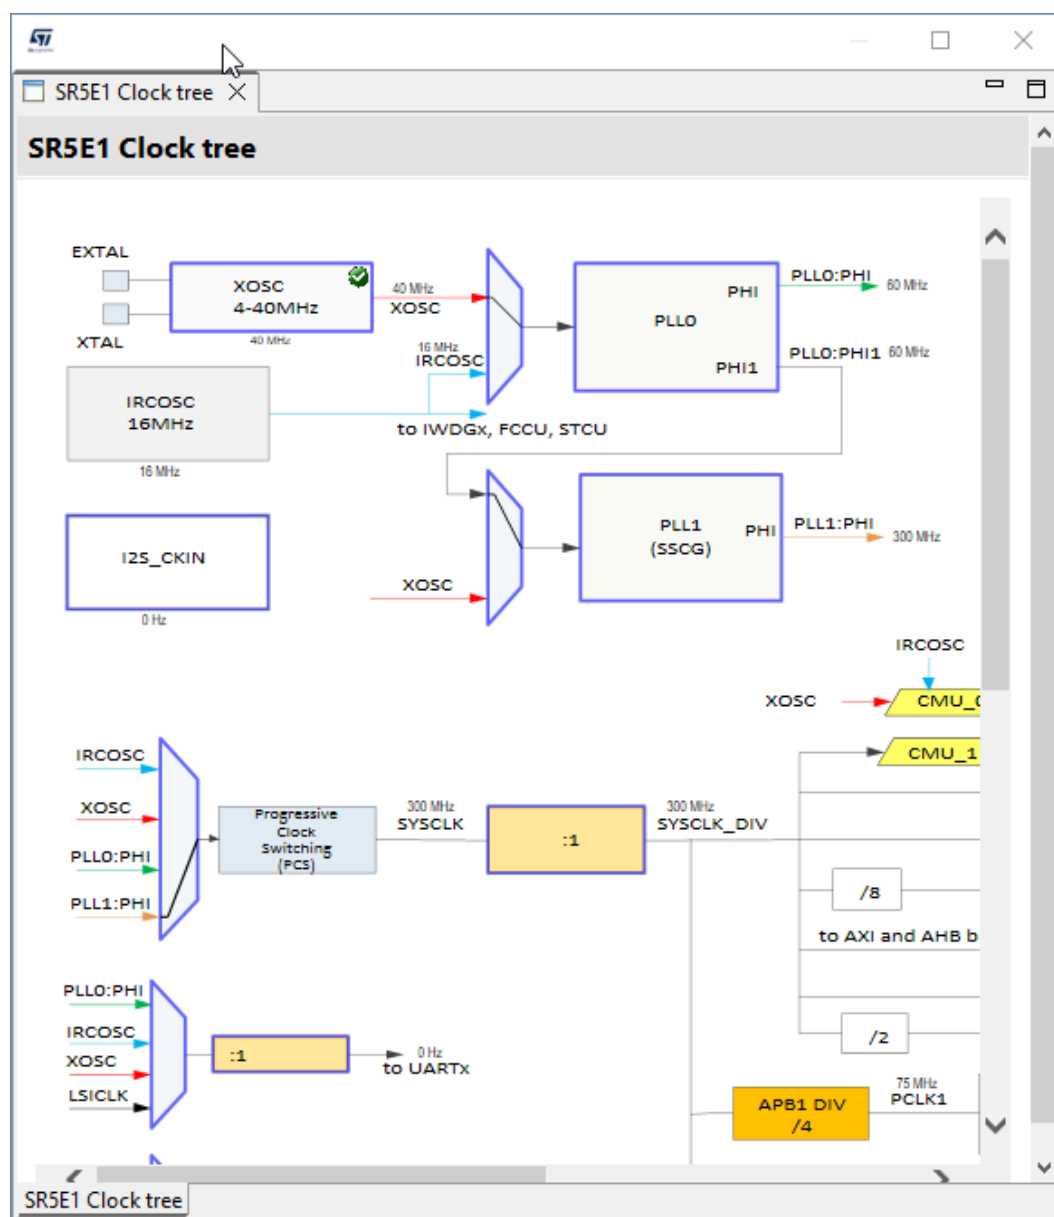 SR5E1 Clock tree
SR5E1 Clock tree
EXTAL
XOSC
4-40MHz
40 MHz
XTAL
40 MHz
XOSC
16 MHz
IRCOSC
IRCOSC
16MHz
16 MHz
to IWDGx, FCCU, STCU
PHI
PLL0
PHI1
PLL0:PHI
60 MHz
PLL0:PHI1
60 MHz
I2S_CKIN
0 Hz
XOSC
PLL1
(SSCG)
PHI
PLL1:PHI
300 MHz
IRCOSC
XOSC
CMU_0
CMU_1
IRCOSC
XOSC
PLL0:PHI
PLL1:PHI
Progressive
Clock
Switching
(PCS)
300 MHz
SYSCLK
:1
300 MHz
SYSCLK_DIV
/8
to AXI and AHB b
/2
PLL0:PHI
IRCOSC
XOSC
LSICLK
:1
0 Hz
to UARTx
APB1 DIV
/4
75 MHz
PCLK1
SR5E1 Clock tree